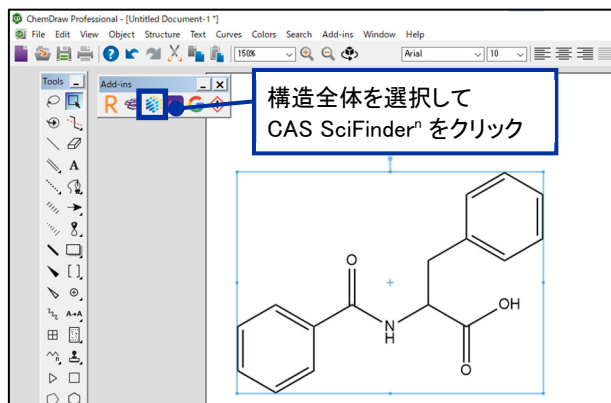 ChemDraw Professional - [Untitled Document-1 *]
File Edit View Object Structure Text Curves Colors Search Add-ins Window Help
150% Arial 10
Tools
Add-ins
構造全体を選択して
CAS SciFinderⁿ をクリック
A
A↔A
R
G
O
OH
N
H
O